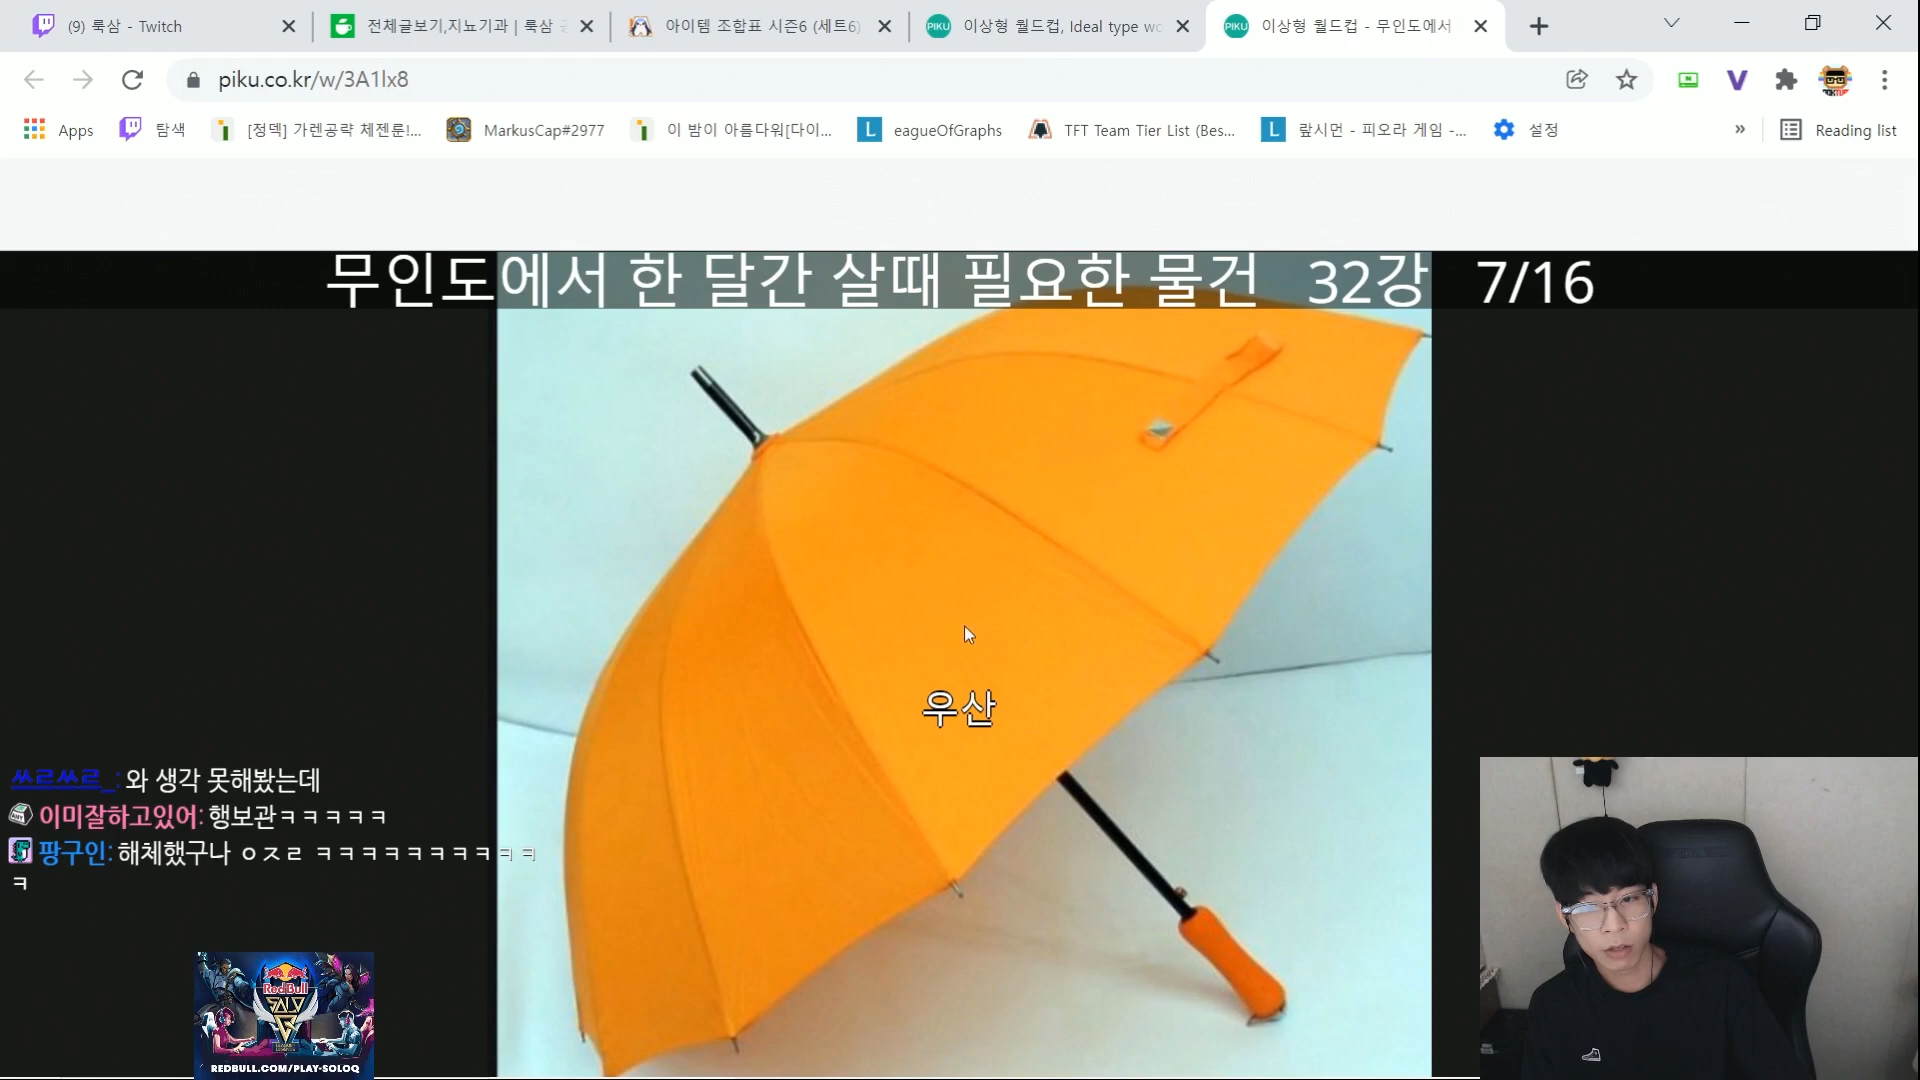 (9) 룩삼 - Twitch
전체글보기,지뇨기과 | 룩삼 공
아이템 조합표 시즌6 (세트6)
이상형 월드컵, Ideal type wo
이상형 월드컵 - 무인도에서
piku.co.kr/w/3A1lx8
Apps
탐색
[정덱] 가렌공략 체젠룬!...
MarkusCap#2977
이 밤이 아름다워[다이...
eagueOfGraphs
TFT Team Tier List (Bes...
랖시먼 - 피오라 게임 -...
설정
»
Reading list
무인도에서 한 달간 살때 필요한 물건 32강 7/16
우산
쓰르쓰르_: 와 생각 못해봤는데
이미잘하고있어: 행보관ㅋㅋㅋㅋㅋ
팡구인: 해체했구나 ㅇㅈㄹ ㅋㅋㅋㅋㅋㅋㅋㅋㅋㅋ
ㅋ
Red Bull
SOLO
Q
REDBULL.COM/PLAY-SOLOQ